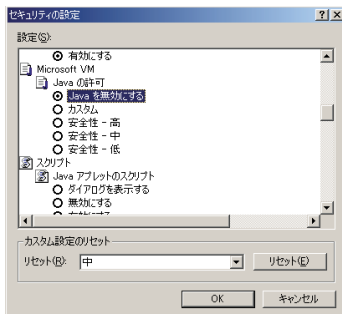 セキュリティの設定
設定(S):
有効にする
Microsoft VM
Java の許可
Java を無効にする
カスタム
安全性 - 高
安全性 - 中
安全性 - 低
スクリプト
Java アプレットのスクリプト
ダイアログを表示する
無効にする
カスタム設定のリセット
リセット(R):
中
リセット(E)
OK
キャンセル